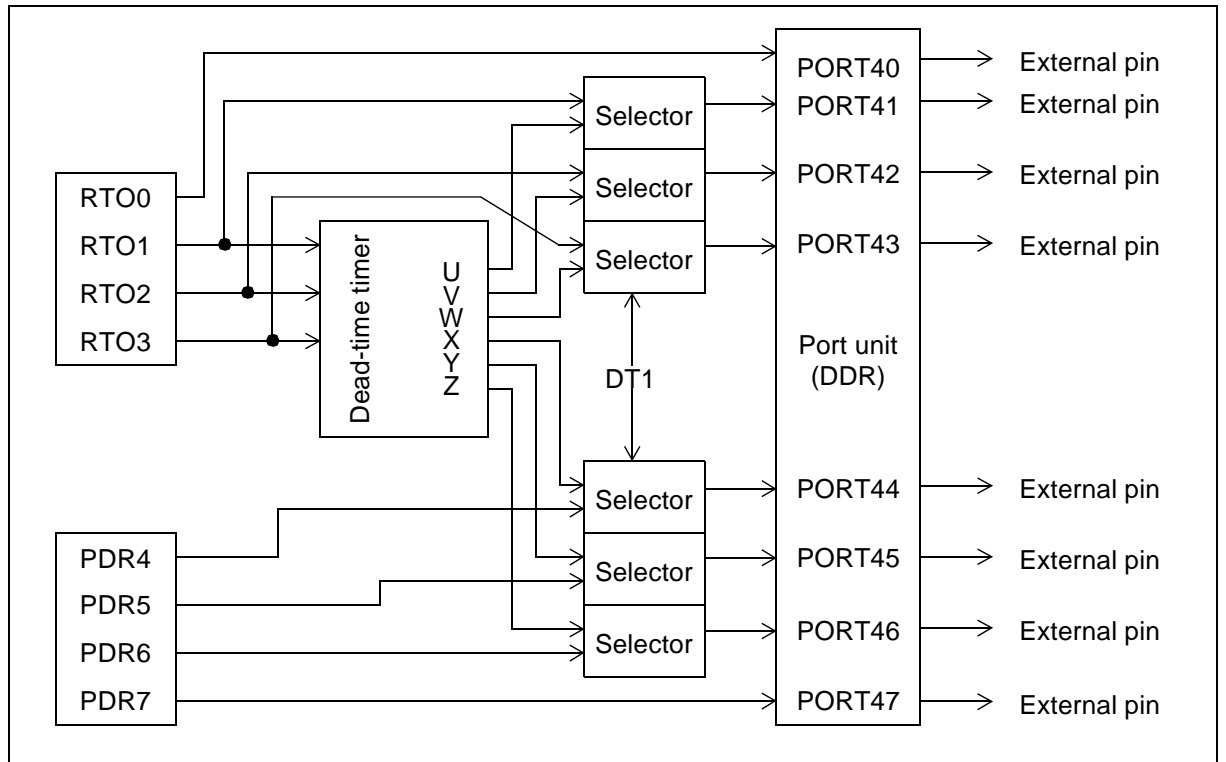 RTO0
RTO1
RTO2
RTO3
PDR4
PDR5
PDR6
PDR7
Dead-time timer
U
V
W
X
Y
Z
Selector
Selector
Selector
DT1
Selector
Selector
Selector
PORT40
PORT41
PORT42
PORT43
Port unit
(DDR)
PORT44
PORT45
PORT46
PORT47
External pin
External pin
External pin
External pin
External pin
External pin
External pin
External pin